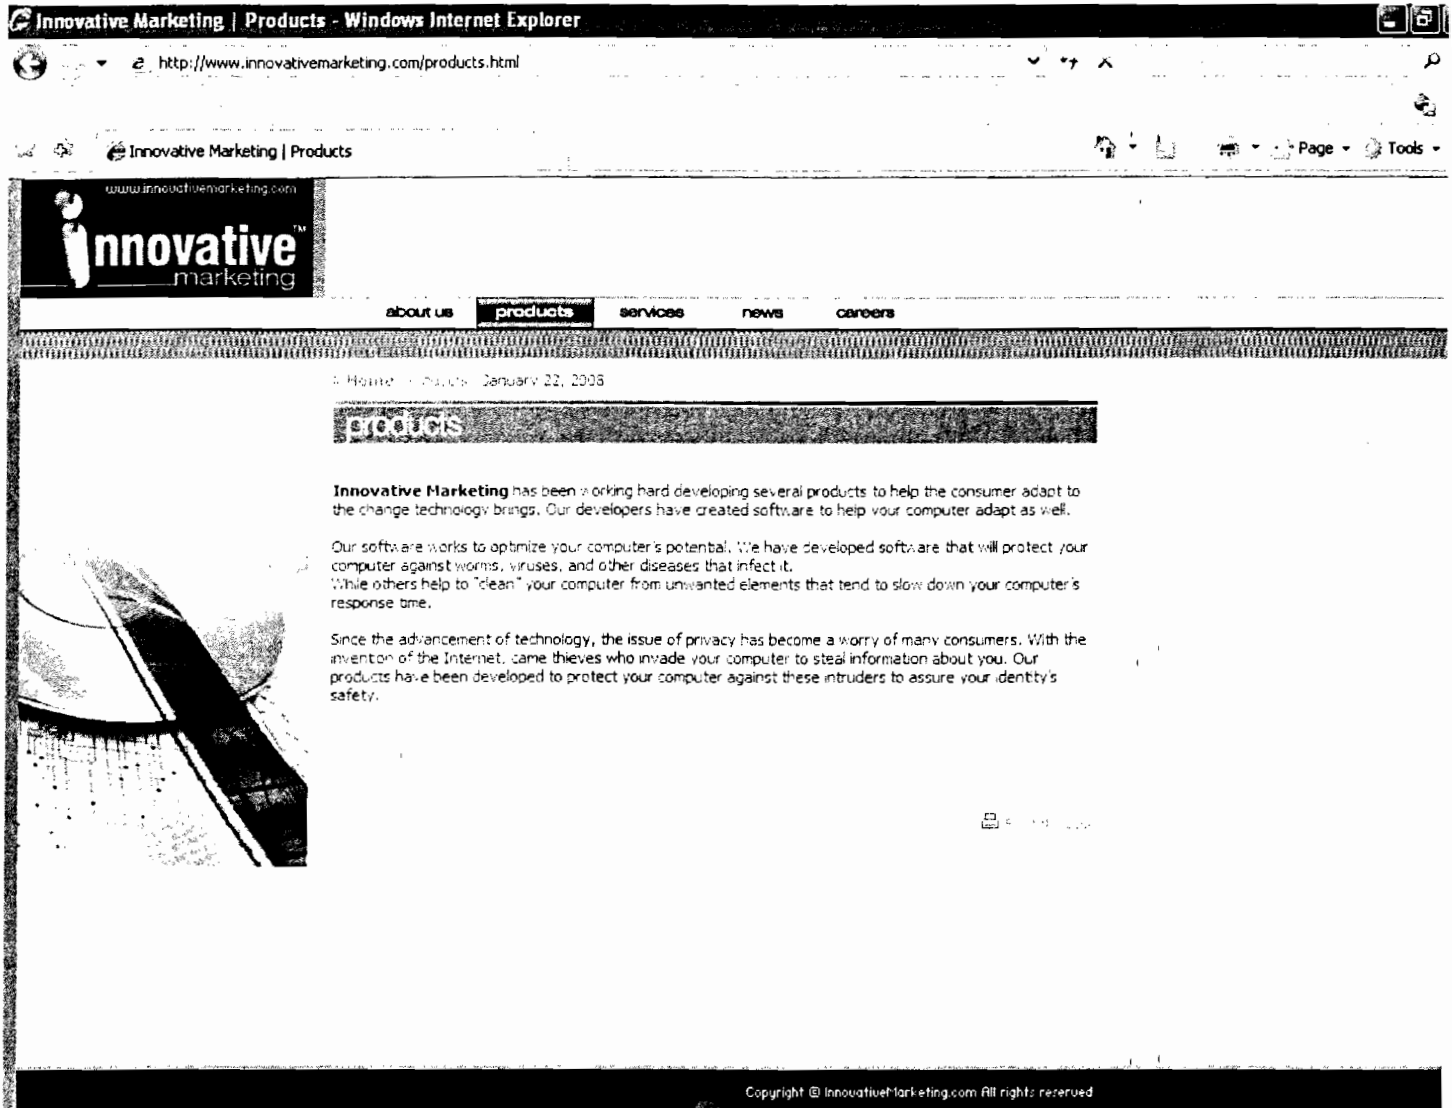 Innovative Marketing | Products - Windows Internet Explorer
http://www.innovativemarketing.com/products.html
Innovative Marketing | Products
Page
Tools
www.innovativemarketing.com
innovative™
marketing
about us products services news careers
Home January 22, 2008
products
Innovative Marketing has been working hard developing several products to help the consumer adapt to
the change technology brings. Our developers have created software to help your computer adapt as well.
Our software works to optimize your computer's potential. We have developed software that will protect your
computer against worms, viruses, and other diseases that infect it.
While others help to "clean" your computer from unwanted elements that tend to slow down your computer's
response time.
Since the advancement of technology, the issue of privacy has become a worry of many consumers. With the
invention of the Internet, came thieves who invade your computer to steal information about you. Our
products have been developed to protect your computer against these intruders to assure your identity's
safety.
Copyright © InnovativeMarketing.com All rights reserved